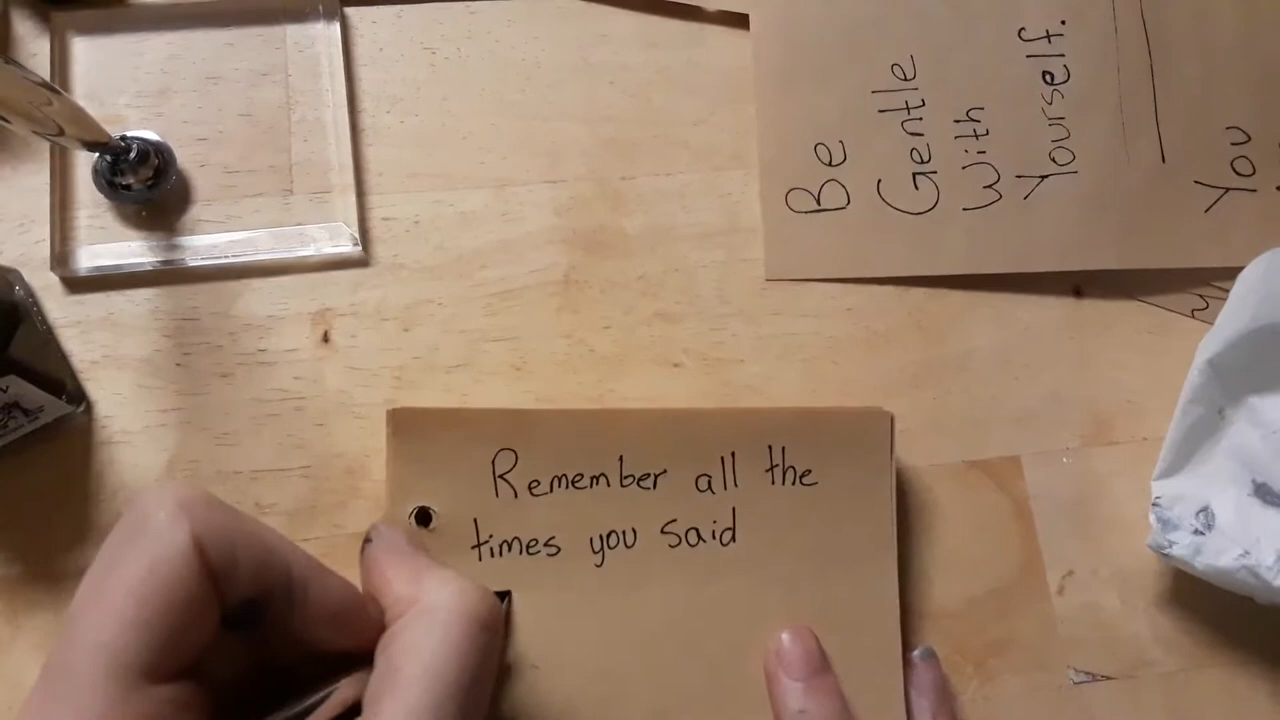 Remember all the
times you said
Be
Gentle
With
Yourself.
You